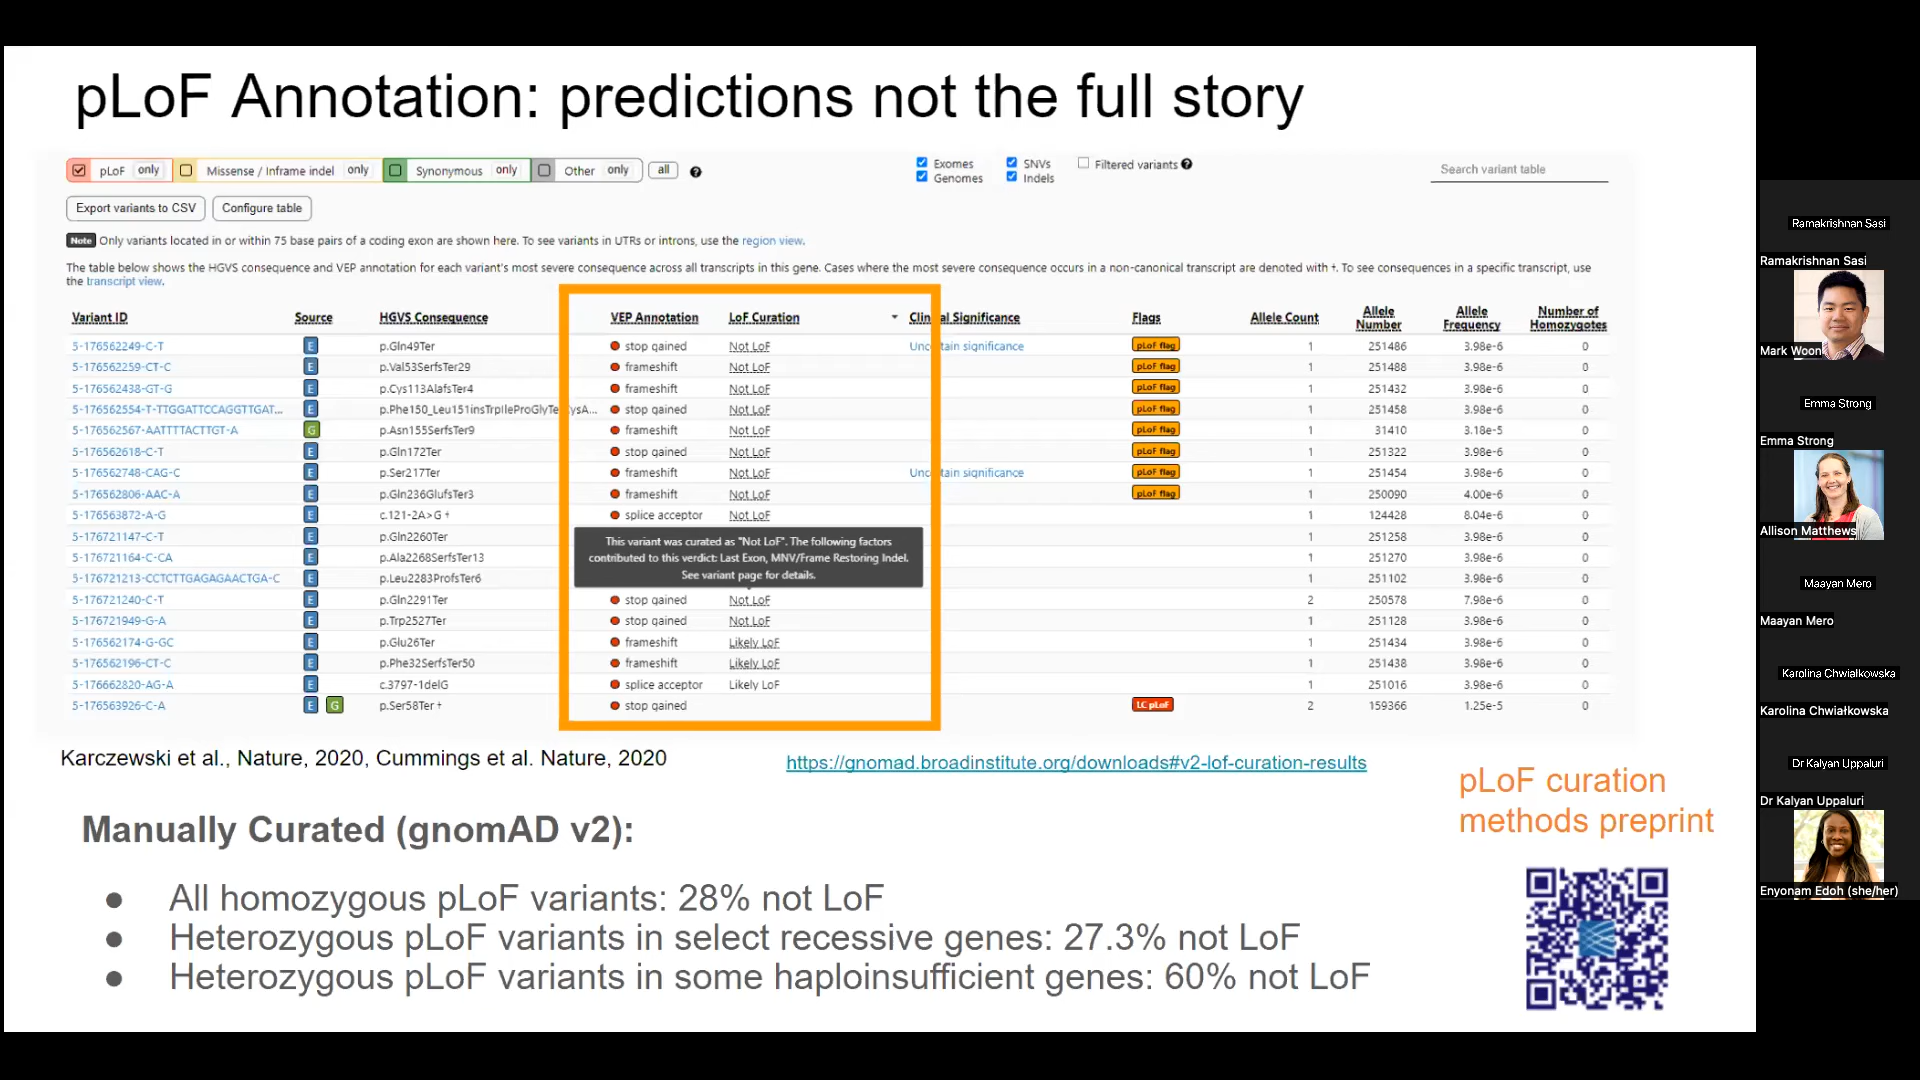 pLoF Annotation: predictions not the full story
pLoF only Missense / Inframe indel only Synonymous only Other only all ?
Exomes SNVs Filtered variants ? Search variant table
Genomes Indels
Export variants to CSV Configure table
Note Only variants located in or within 75 base pairs of a coding exon are shown here. To see variants in UTRs or introns, use the region view.
The table below shows the HGVS consequence and VEP annotation for each variant's most severe consequence across all transcripts in this gene. Cases where the most severe consequence occurs in a non-canonical transcript are denoted with †. To see consequences in a specific transcript, use
the transcript view.
Variant ID Source HGVS Consequence VEP Annotation LoF Curation Clinical Significance Flags Allele Count Allele Number Allele Frequency Number of Homozygotes
5-176562249-C-T E p.Gln49Ter stop gained Not LoF Uncertain significance pLoF flag 1 251486 3.98e-6 0
5-176562259-CT-C E p.Val53SerfsTer29 frameshift Not LoF pLoF flag 1 251488 3.98e-6 0
5-176562438-GT-G E p.Cys113AlafsTer4 frameshift Not LoF pLoF flag 1 251432 3.98e-6 0
5-176562554-T-TTGGATTCCAGGTTGAT... E p.Phe150_Leu151insTrpIleProGlyTe ysA... stop gained Not LoF pLoF flag 1 251458 3.98e-6 0
5-176562567-AATTTTACTTGT-A G p.Asn155SerfsTer9 frameshift Not LoF pLoF flag 1 31410 3.18e-5 0
5-176562618-C-T E p.Gln172Ter stop gained Not LoF pLoF flag 1 251322 3.98e-6 0
5-176562748-CAG-C E p.Ser217Ter frameshift Not LoF Uncertain significance pLoF flag 1 251454 3.98e-6 0
5-176562806-AAC-A E p.Gln236GlufsTer3 frameshift Not LoF pLoF flag 1 250090 4.00e-6 0
5-176563872-A-G E c.121-2A>G † splice acceptor Not LoF 1 124428 8.04e-6 0
5-176721147-C-T E p.Gln2260Ter 1 251258 3.98e-6 0
5-176721164-C-CA E p.Ala2268SerfsTer13 1 251270 3.98e-6 0
5-176721213-CCTCTTGAGAGAACTGA-C E p.Leu2283ProfsTer6 1 251102 3.98e-6 0
This variant was curated as "Not LoF". The following factors
contributed to this verdict: Last Exon, MNV/Frame Restoring Indel.
See variant page for details.
5-176721240-C-T E p.Gln2291Ter stop gained Not LoF 2 250578 7.98e-6 0
5-176721949-G-A E p.Trp2527Ter stop gained Not LoF 1 251128 3.98e-6 0
5-176562174-G-GC E p.Glu26Ter frameshift Likely LoF 1 251434 3.98e-6 0
5-176562196-CT-C E p.Phe32SerfsTer50 frameshift Likely LoF 1 251438 3.98e-6 0
5-176662820-AG-A E c.3797-1delG splice acceptor Likely LoF 1 251016 3.98e-6 0
5-176563926-C-A E G p.Ser58Ter † stop gained LC pLoF 2 159366 1.25e-5 0
Karczewski et al., Nature, 2020, Cummings et al. Nature, 2020
https://gnomad.broadinstitute.org/downloads#v2-lof-curation-results
pLoF curation
methods preprint
Manually Curated (gnomAD v2):
● All homozygous pLoF variants: 28% not LoF
● Heterozygous pLoF variants in select recessive genes: 27.3% not LoF
● Heterozygous pLoF variants in some haploinsufficient genes: 60% not LoF
Ramakrishnan Sasi
Ramakrishnan Sasi
Mark Woon
Emma Strong
Emma Strong
Allison Matthews
Maayan Mero
Maayan Mero
Karolina Chwiałkowska
Karolina Chwiałkowska
Dr Kalyan Uppaluri
Dr Kalyan Uppaluri
Enyonam Edoh (she/her)